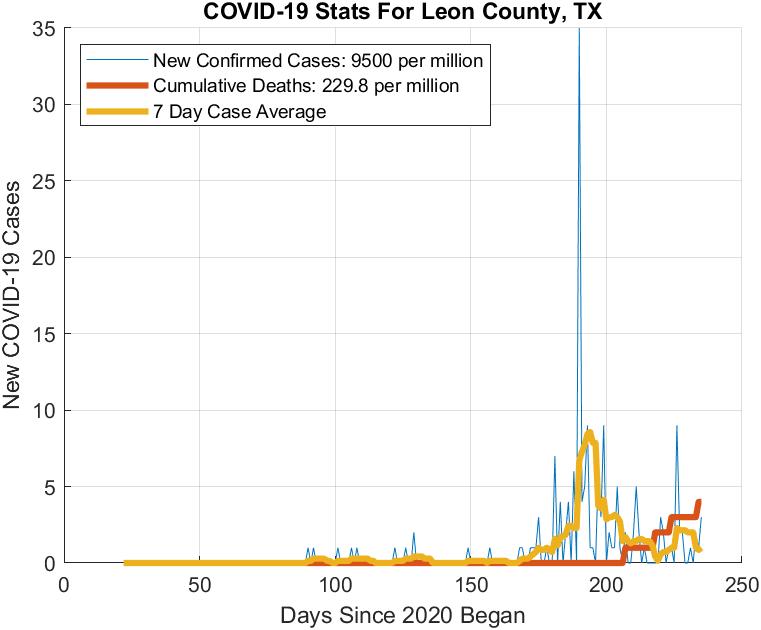 COVID-19 Stats For Leon County, TX
35
30
25
20
15
10
5
0
New COVID-19 Cases
New Confirmed Cases: 9500 per million
Cumulative Deaths: 229.8 per million
7 Day Case Average
0 50 100 150 200 250
Days Since 2020 Began